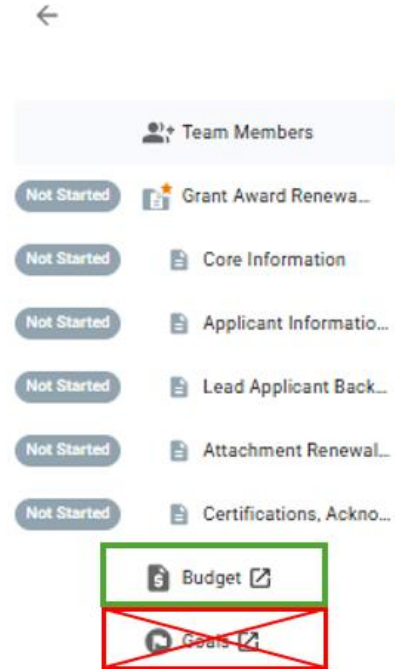 Team Members
Not Started Grant Award Renewa...
Not Started Core Information
Not Started Applicant Informatio...
Not Started Lead Applicant Back...
Not Started Attachment Renewal...
Not Started Certifications, Ackno...
Budget
Goals